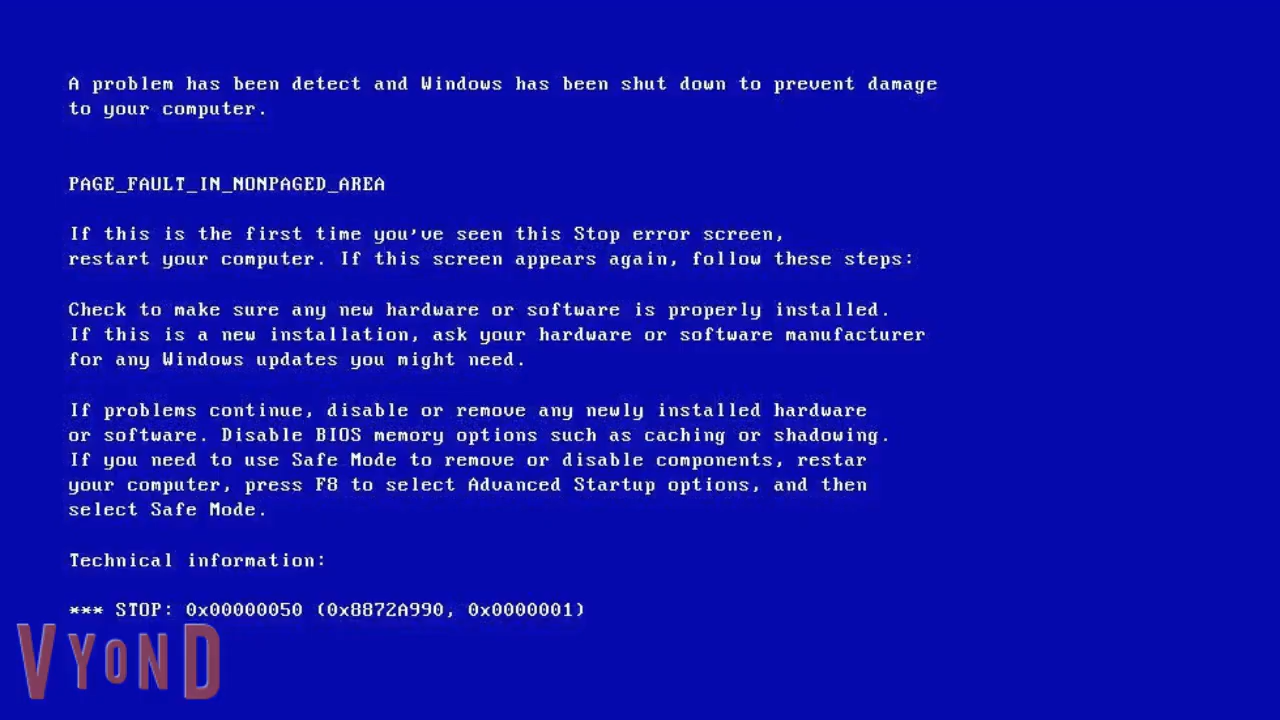 A problem has been detect and Windows has been shut down to prevent damage
to your computer.
PAGE_FAULT_IN_NONPAGED_AREA
If this is the first time you've seen this Stop error screen,
restart your computer. If this screen appears again, follow these steps:
Check to make sure any new hardware or software is properly installed.
If this is a new installation, ask your hardware or software manufacturer
for any Windows updates you might need.
If problems continue, disable or remove any newly installed hardware
or software. Disable BIOS memory options such as caching or shadowing.
If you need to use Safe Mode to remove or disable components, restar
your computer, press F8 to select Advanced Startup options, and then
select Safe Mode.
Technical information:
*** STOP: 0x00000050 (0x8872A990, 0x0000001)
VYOND